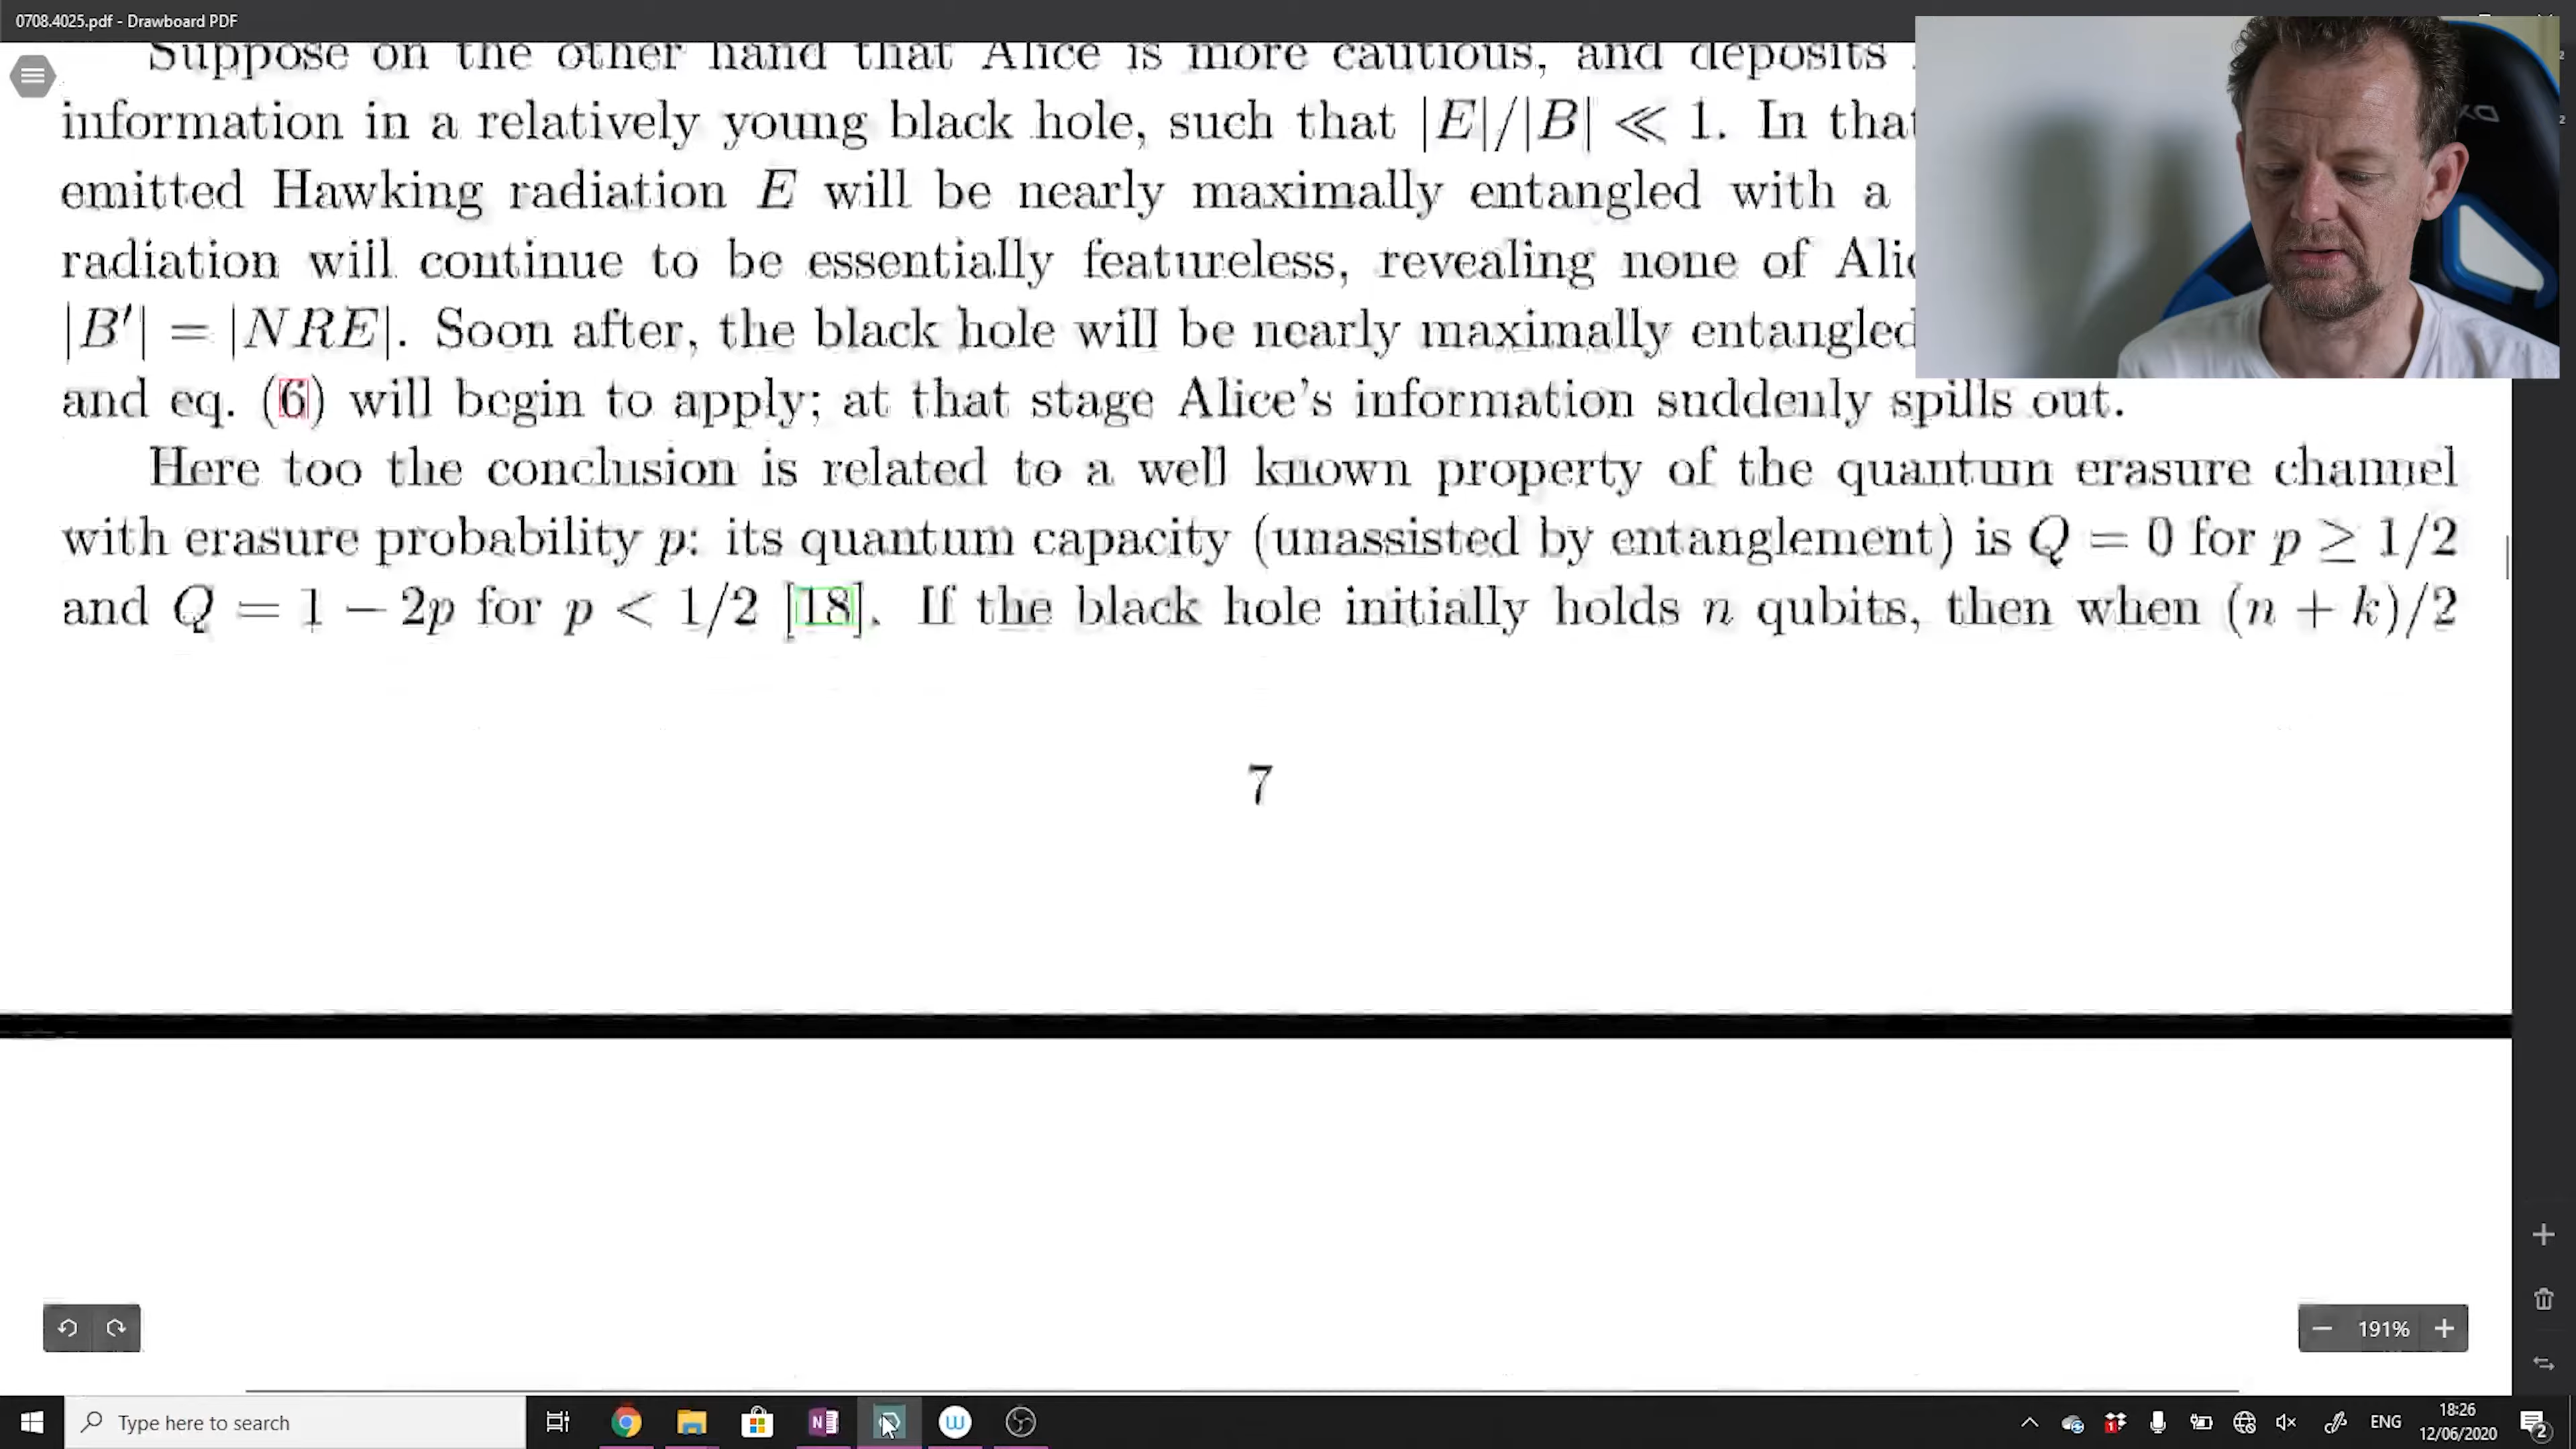 0708.4025.pdf - Drawboard PDF
Suppose on the other hand that Alice is more cautious, and deposits
information in a relatively young black hole, such that |E|/|B| ≪ 1. In that
emitted Hawking radiation E will be nearly maximally entangled with a
radiation will continue to be essentially featureless, revealing none of Alic
|B′| = |NRE|. Soon after, the black hole will be nearly maximally entangled
and eq. (6) will begin to apply; at that stage Alice's information suddenly spills out.
Here too the conclusion is related to a well known property of the quantum erasure channel
with erasure probability p: its quantum capacity (unassisted by entanglement) is Q = 0 for p ≥ 1/2
and Q = 1 − 2p for p < 1/2 [18]. If the black hole initially holds n qubits, then when (n + k)/2
7
191%
Type here to search
ENG
18:26
12/06/2020
2